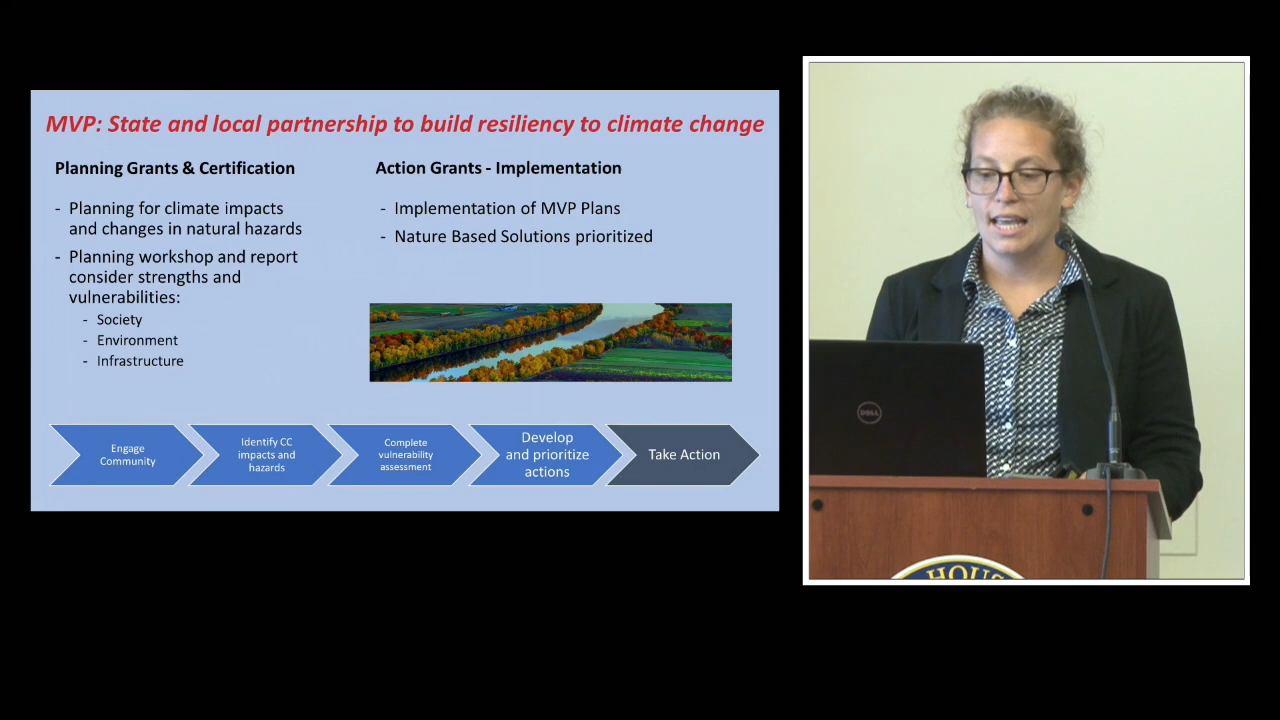 MVP: State and local partnership to build resiliency to climate change
Planning Grants & Certification
- Planning for climate impacts
and changes in natural hazards
- Planning workshop and report
consider strengths and
vulnerabilities:
- Society
- Environment
- Infrastructure
Action Grants - Implementation
- Implementation of MVP Plans
- Nature Based Solutions prioritized
Engage
Community
Identify CC
impacts and
hazards
Complete
vulnerability
assessment
Develop
and prioritize
actions
Take Action
DELL
HOUS